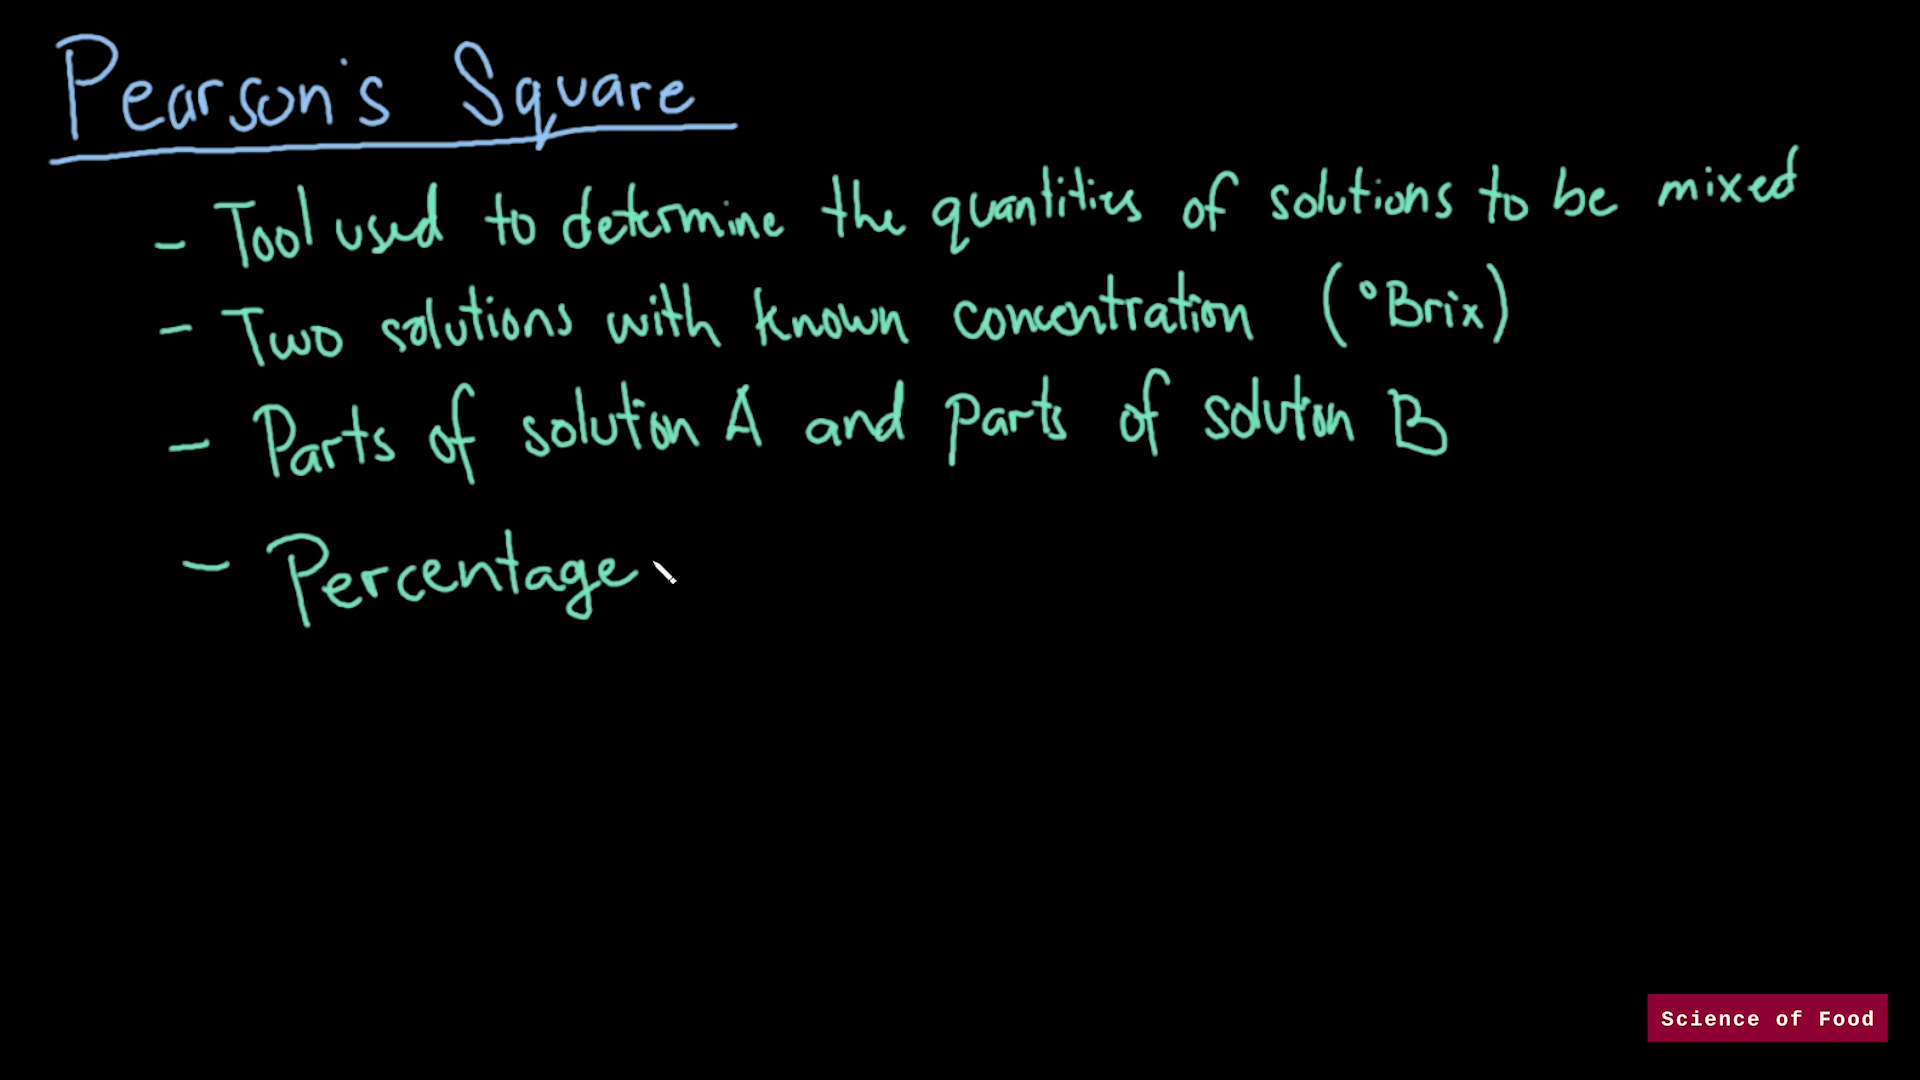 Pearson's Square
- Tool used to determine the quantities of solutions to be mixed
- Two solutions with known concentration (°Brix)
- Parts of solution A and parts of solution B
- Percentage
Science of Food